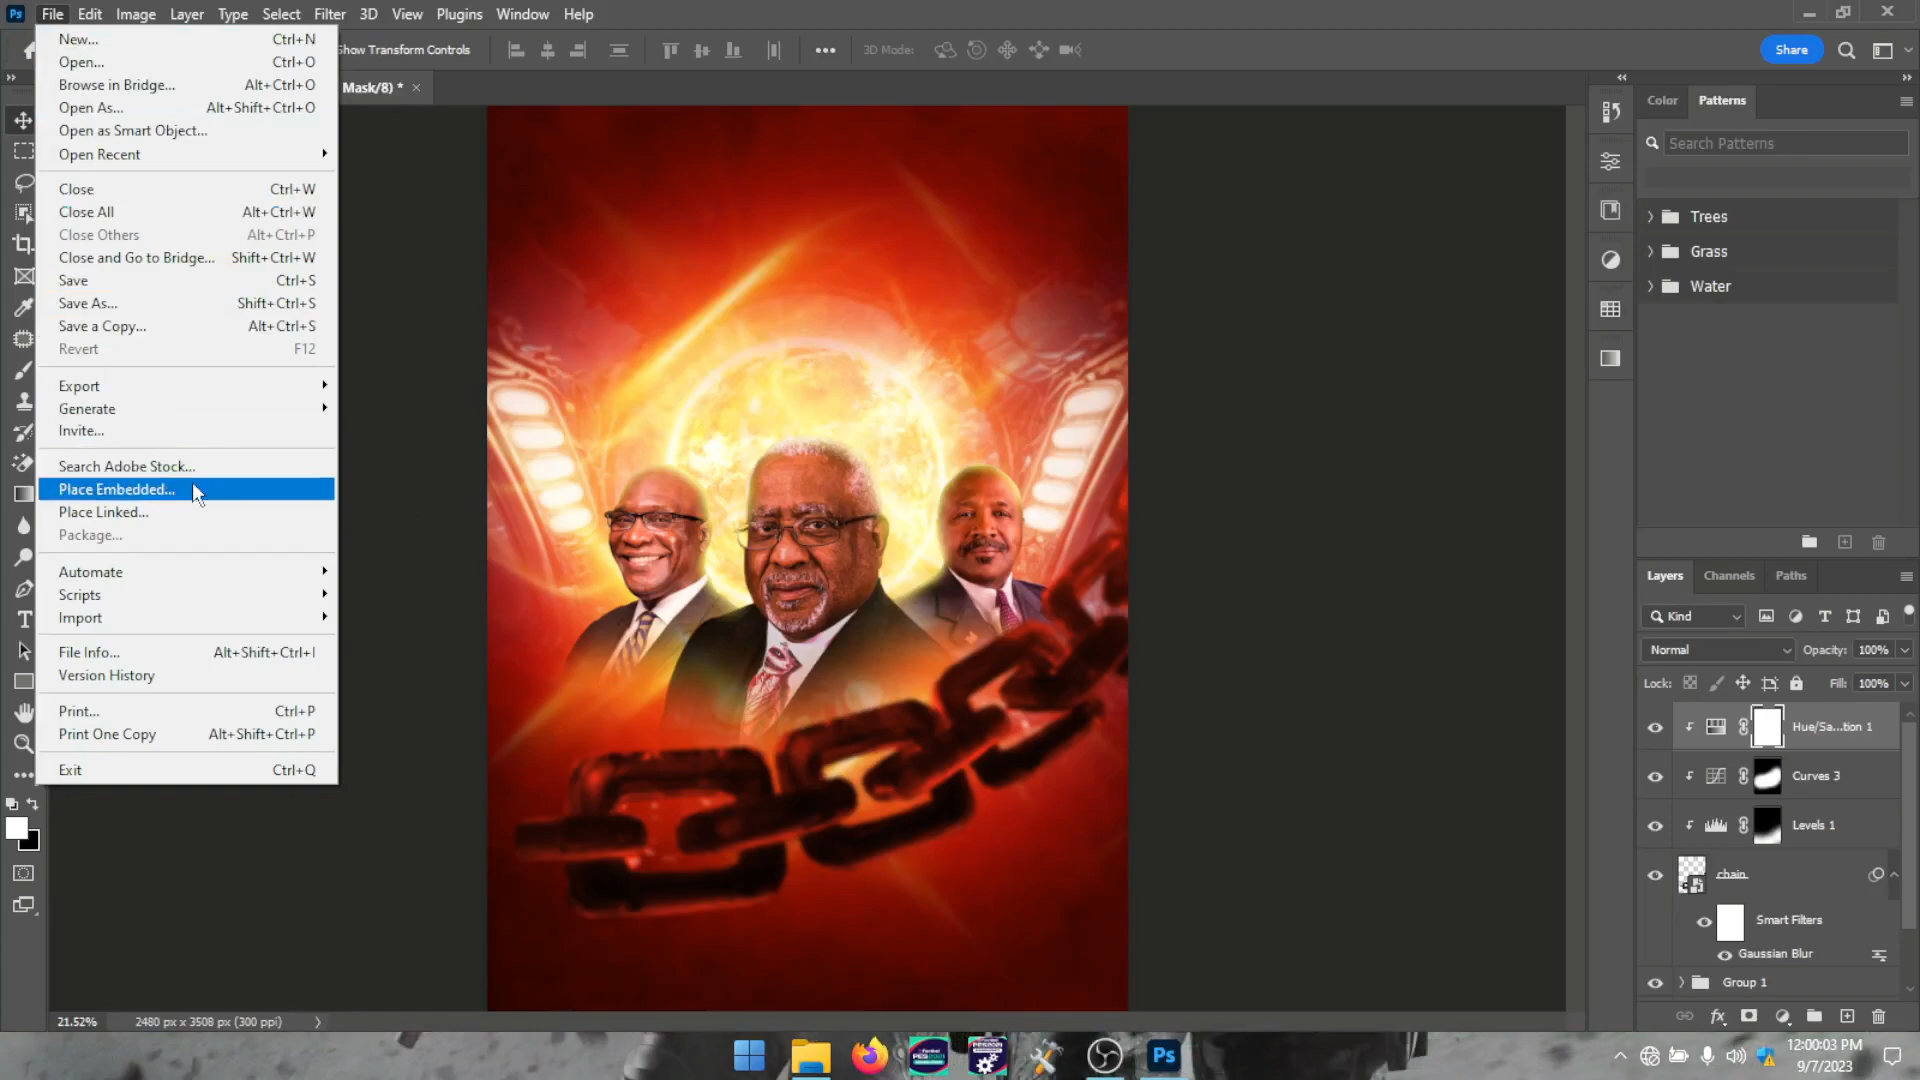 Ps File Edit Image Layer Type Select Filter 3D View Plugins Window Help
Show Transform Controls ••• 3D Mode: Share
Mask/8) * ×
New... Ctrl+N
Open... Ctrl+O
Browse in Bridge... Alt+Ctrl+O
Open As... Alt+Shift+Ctrl+O
Open as Smart Object...
Open Recent
Close Ctrl+W
Close All Alt+Ctrl+W
Close Others Alt+Ctrl+P
Close and Go to Bridge... Shift+Ctrl+W
Save Ctrl+S
Save As... Shift+Ctrl+S
Save a Copy... Alt+Ctrl+S
Revert F12
Export
Generate
Invite...
Search Adobe Stock...
Place Embedded...
Place Linked...
Package...
Automate
Scripts
Import
File Info... Alt+Shift+Ctrl+I
Version History
Print... Ctrl+P
Print One Copy Alt+Shift+Ctrl+P
Exit Ctrl+Q
Color Patterns
Search Patterns
Trees
Grass
Water
Layers Channels Paths
Kind
Normal Opacity: 100%
Lock: Fill: 100%
Hue/Sa...tion 1
Curves 3
Levels 1
chain
Smart Filters
Gaussian Blur
Group 1
21.52% 2480 px x 3508 px (300 ppi)
PES2021
PES2021
Ps
12:00:03 PM
9/7/2023